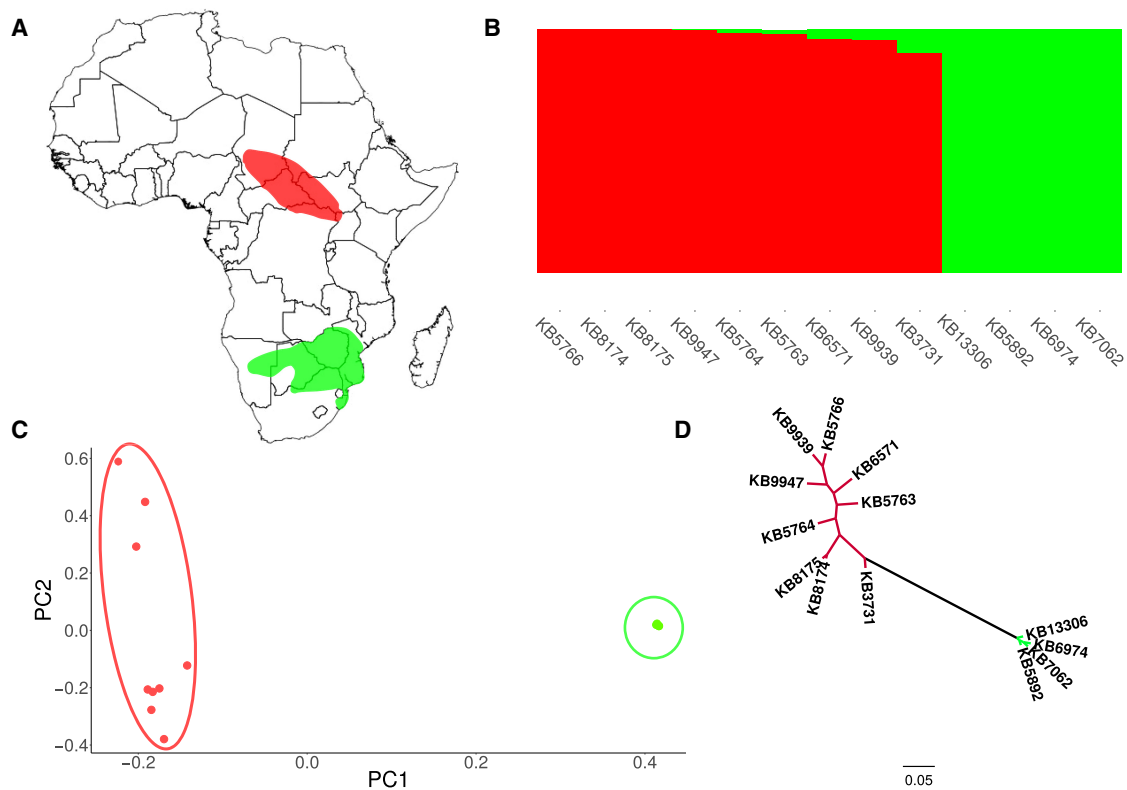 A
B
KB5766
KB8174
KB8175
KB9947
KB5764
KB5763
KB6571
KB9939
KB3731
KB13306
KB5892
KB6974
KB7062
C
0.6
0.4
0.2
0.0
−0.2
−0.4
PC2
−0.2
0.0
0.2
0.4
PC1
D
KB9939
KB5766
KB6571
KB9947
KB5763
KB5764
KB8175
KB8174
KB3731
KB13306
KB6974
KB7062
KB5892
0.05